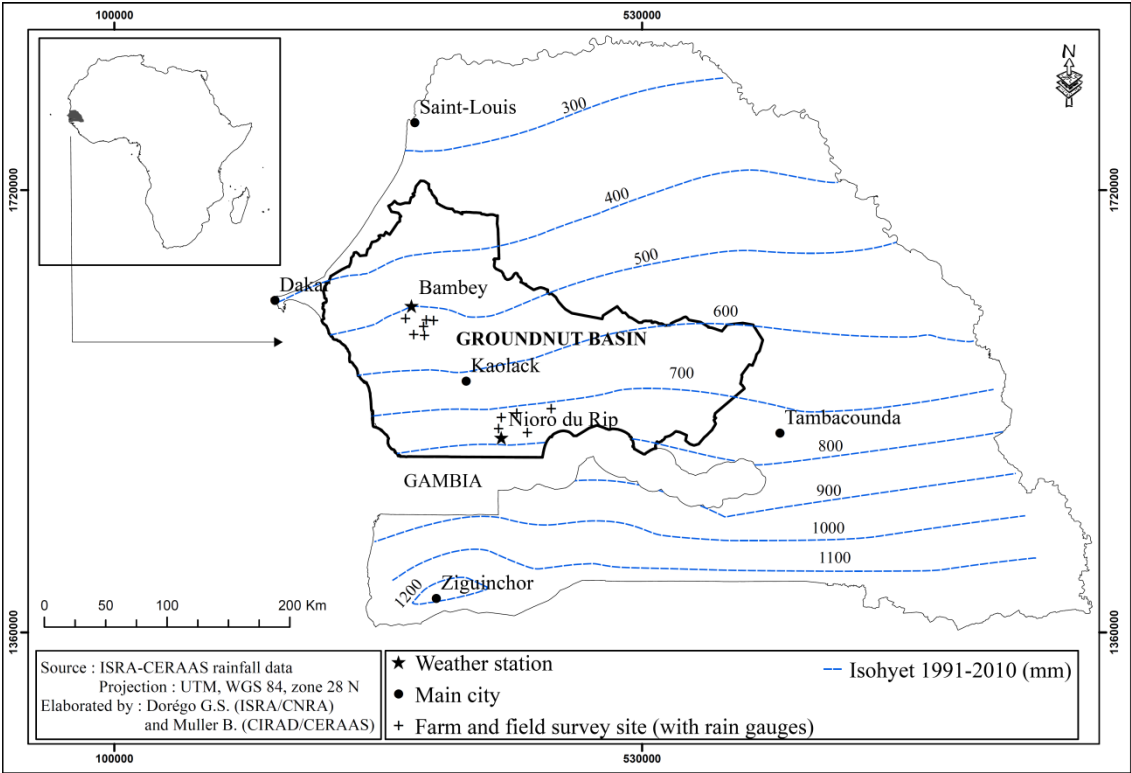 100000
530000
N
Saint-Louis
300
1720000
1720000
400
500
Dakar
Bambey
600
GROUNDNUT BASIN
Kaolack
700
Nioro du Rip
Tambacounda
800
GAMBIA
900
1000
1100
1200
Ziguinchor
0 50 100 200 Km
1360000
1360000
Source : ISRA-CERAAS rainfall data
Projection : UTM, WGS 84, zone 28 N
Elaborated by : Dorégo G.S. (ISRA/CNRA)
and Muller B. (CIRAD/CERAAS)
Weather station
Main city
Farm and field survey site (with rain gauges)
Isohyet 1991-2010 (mm)
100000
530000